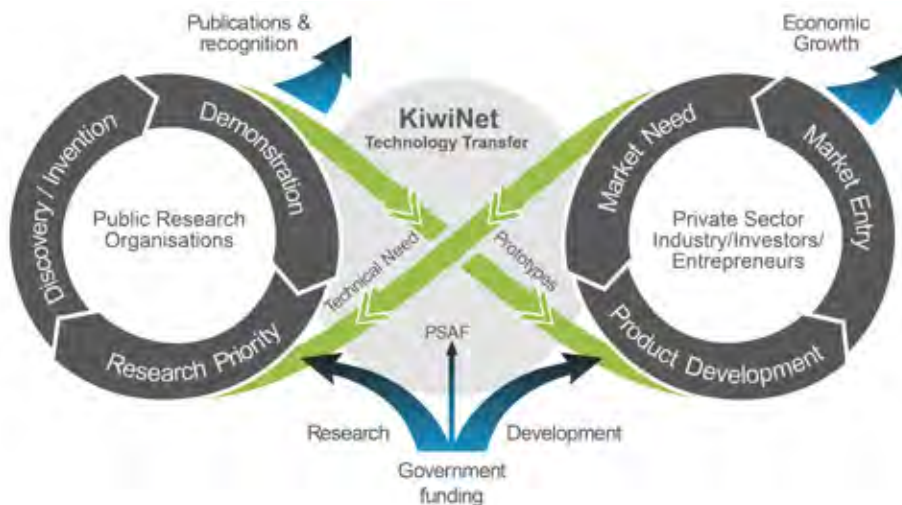 Publications &
recognition
Economic
Growth
KiwiNet
Technology Transfer
Discovery / Invention
Demonstration
Research Priority
Public Research
Organisations
Market Need
Market Entry
Product Development
Private Sector
Industry/Investors/
Entrepreneurs
Technical Need
Prototypes
PSAF
Research
Development
Government
funding